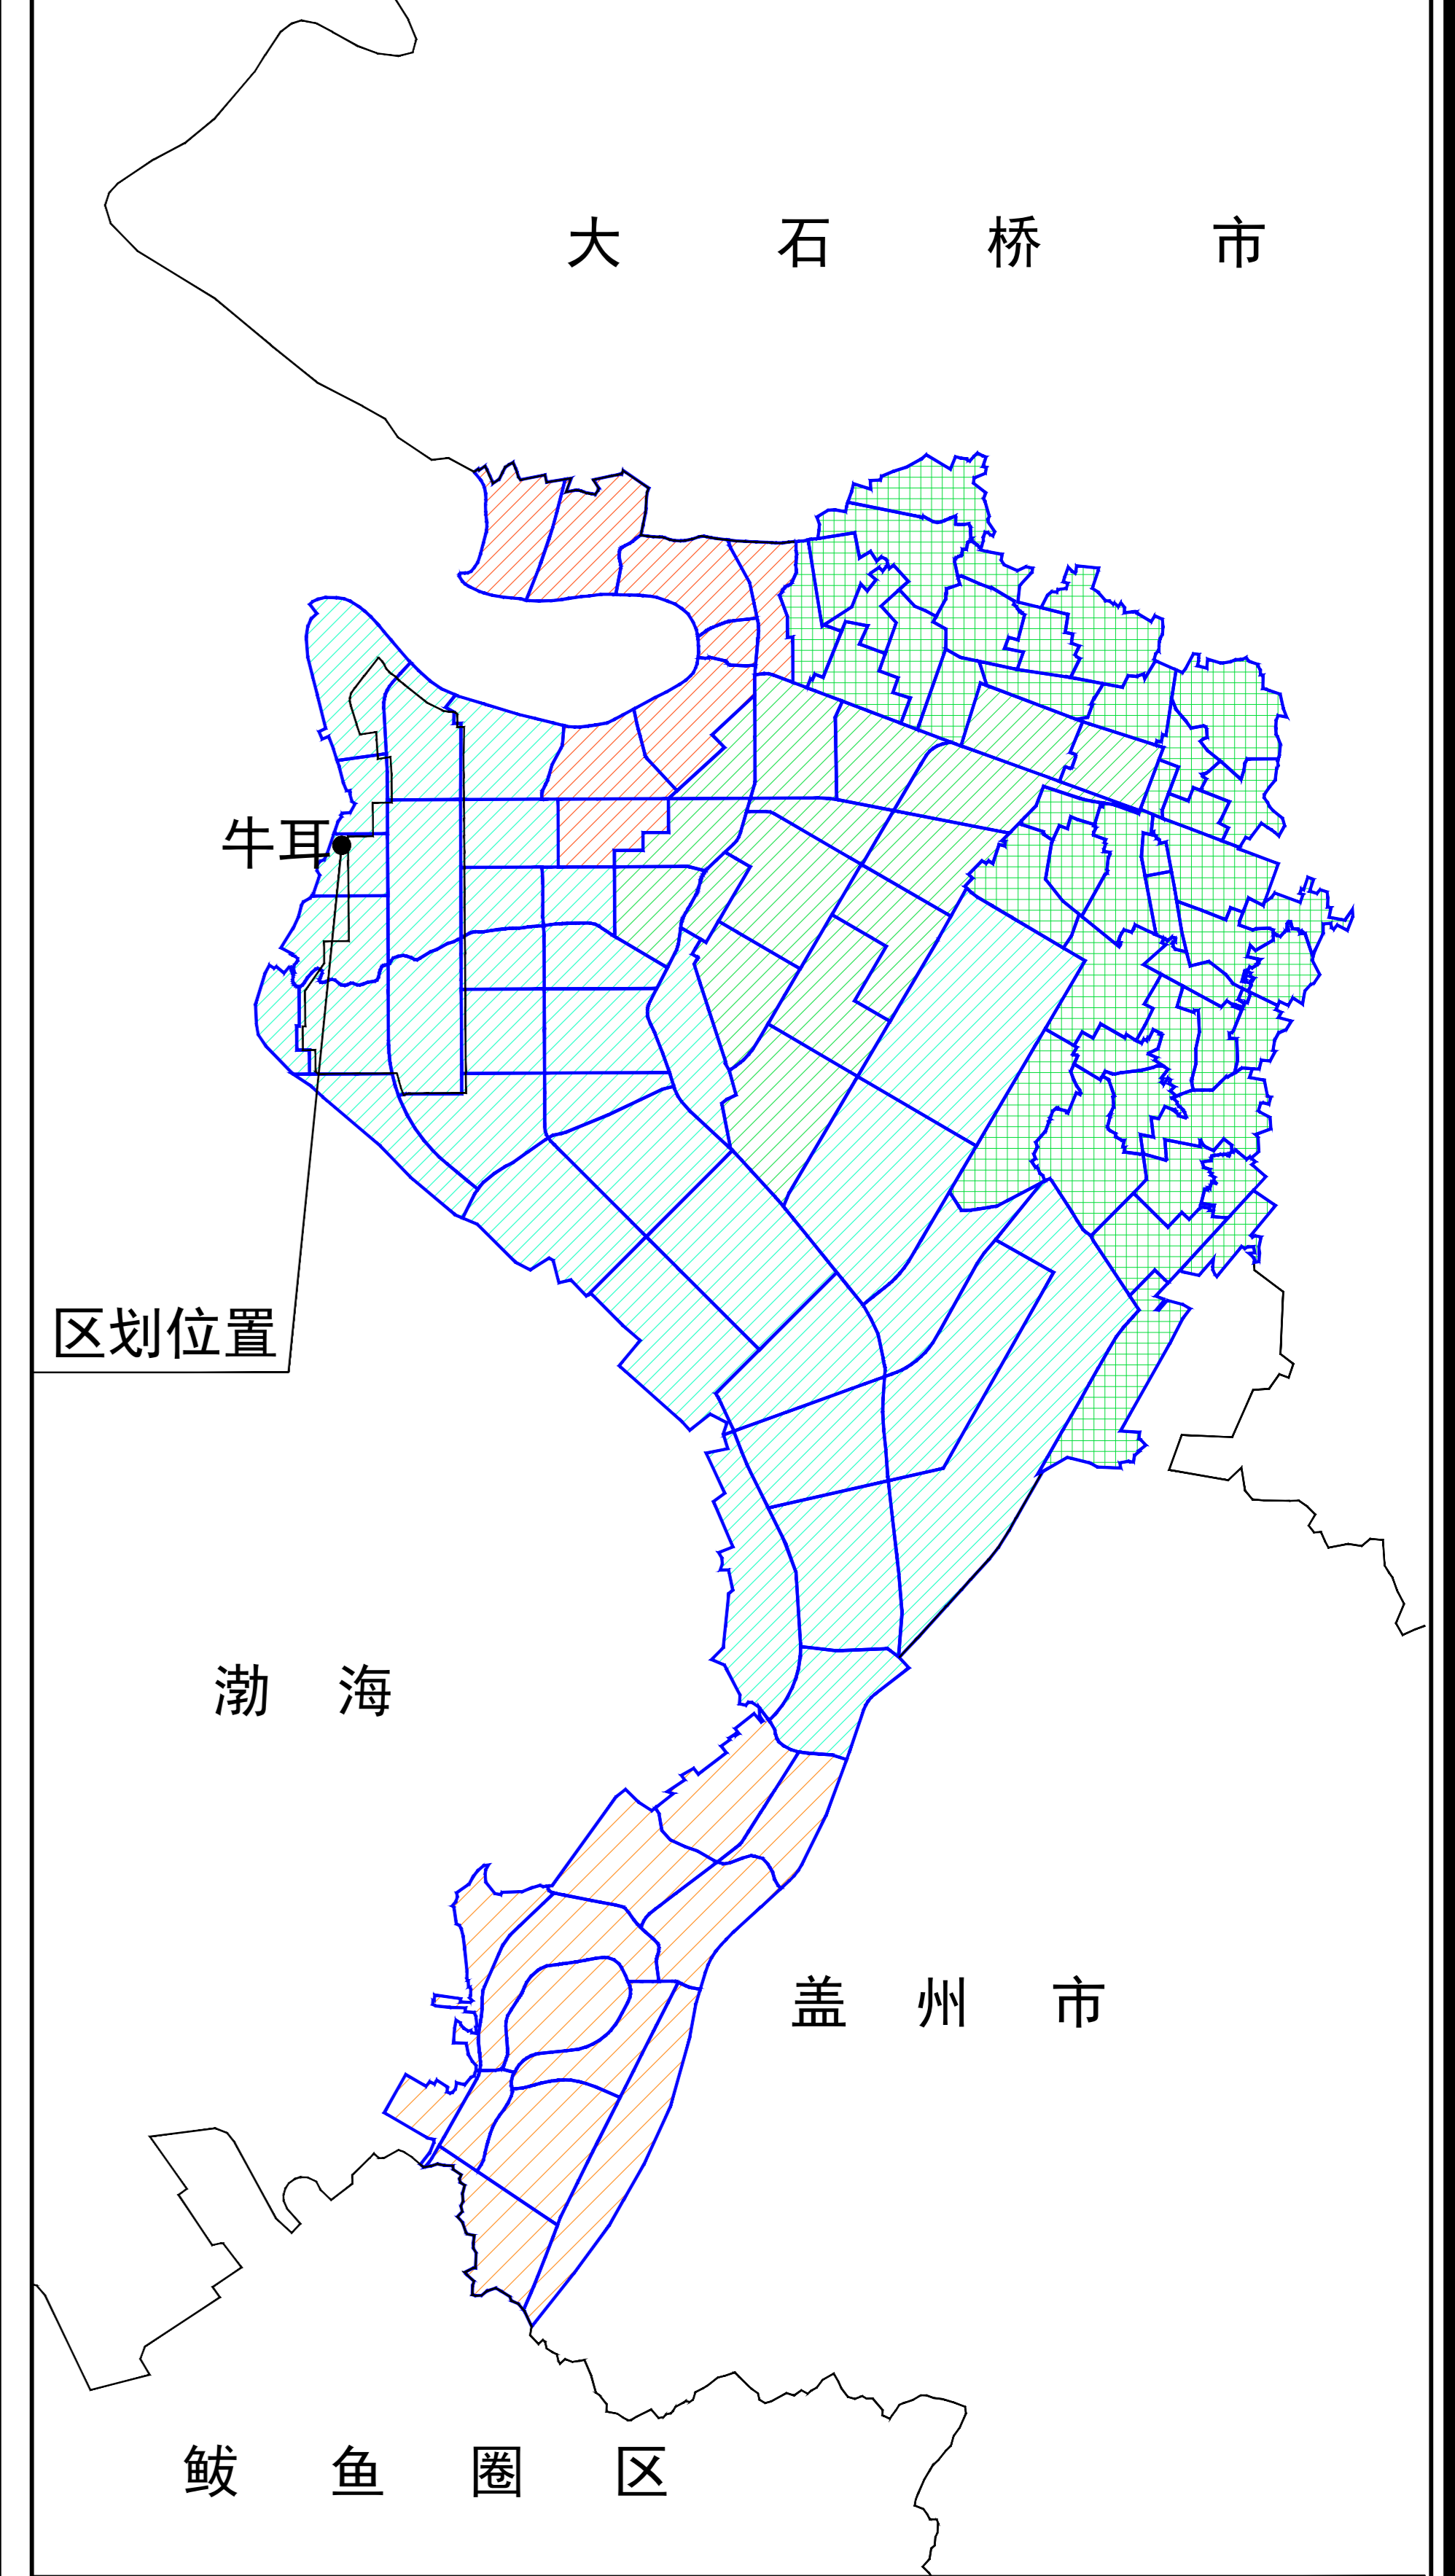 大石桥市
牛耳
区划位置
渤海
盖州市
鲅鱼圈区